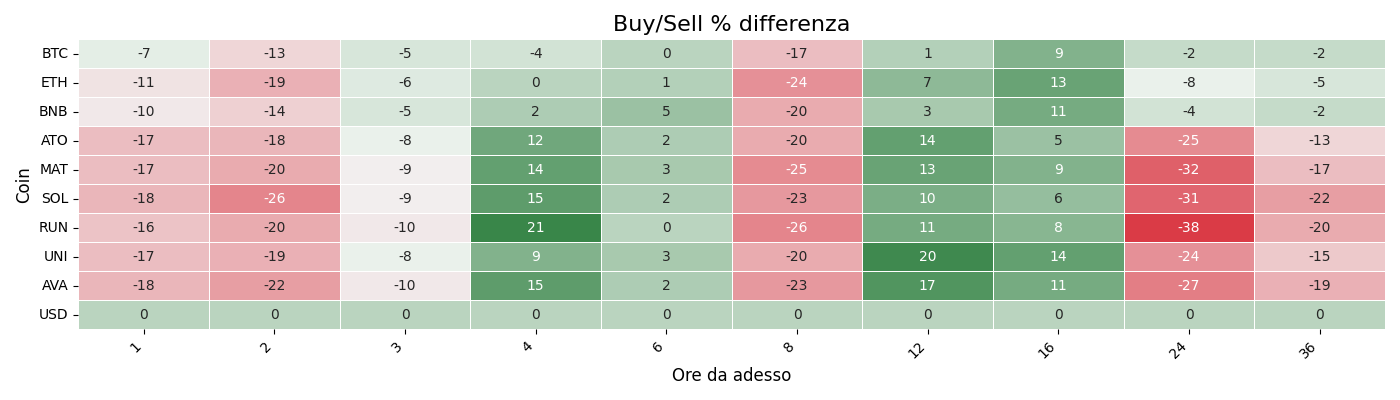 Buy/Sell % differenza
Coin
BTC -7 -13 -5 -4 0 -17 1 9 -2 -2
ETH -11 -19 -6 0 1 -24 7 13 -8 -5
BNB -10 -14 -5 2 5 -20 3 11 -4 -2
ATO -17 -18 -8 12 2 -20 14 5 -25 -13
MAT -17 -20 -9 14 3 -25 13 9 -32 -17
SOL -18 -26 -9 15 2 -23 10 6 -31 -22
RUN -16 -20 -10 21 0 -26 11 8 -38 -20
UNI -17 -19 -8 9 3 -20 20 14 -24 -15
AVA -18 -22 -10 15 2 -23 17 11 -27 -19
USD 0 0 0 0 0 0 0 0 0 0
1 2 3 4 6 8 12 16 24 36
Ore da adesso